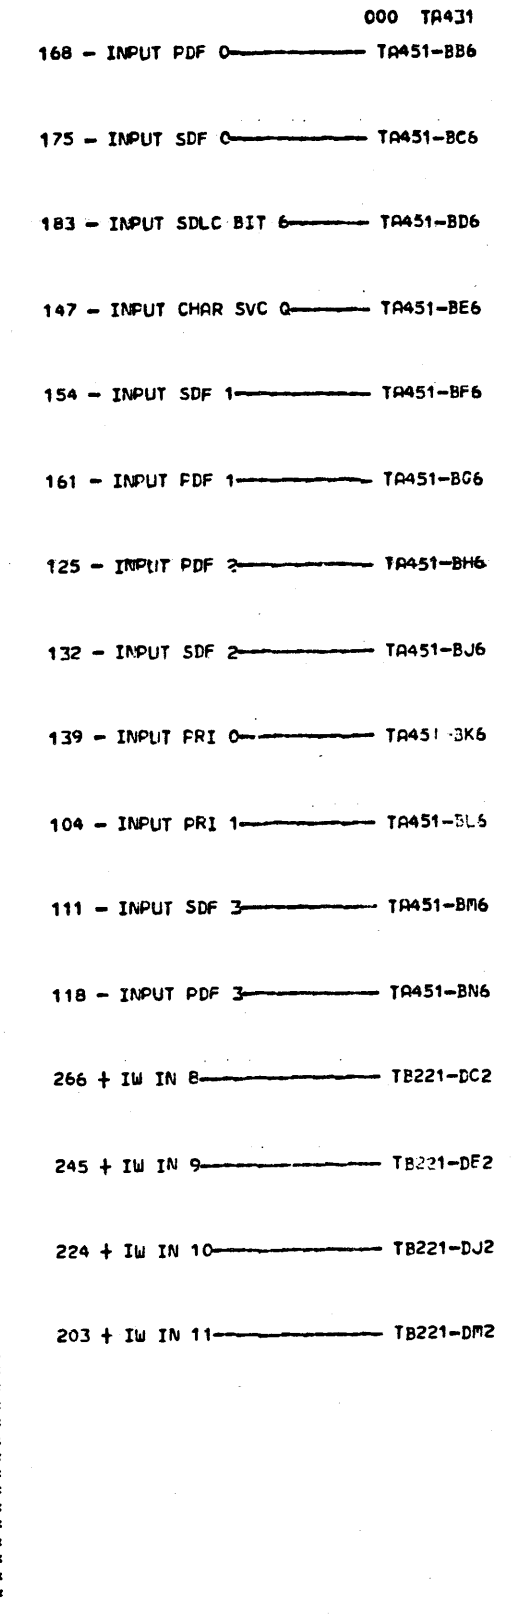 000 TA431
168 - INPUT PDF 0 TA451-BB6
175 - INPUT SDF 0 TA451-BC6
183 - INPUT SDLC BIT 6 TA451-BD6
147 - INPUT CHAR SVC 0 TA451-BE6
154 - INPUT SDF 1 TA451-BF6
161 - INPUT PDF 1 TA451-BG6
125 - INPUT PDF 2 TA451-BH6
132 - INPUT SDF 2 TA451-BJ6
139 - INPUT PRI 0 TA451-BK6
104 - INPUT PRI 1 TA451-BL6
111 - INPUT SDF 3 TA451-BM6
118 - INPUT PDF 3 TA451-BN6
266 + IW IN 8 TB221-DC2
245 + IW IN 9 TB221-DE2
224 + IW IN 10 TB221-DJ2
203 + IW IN 11 TB221-DM2